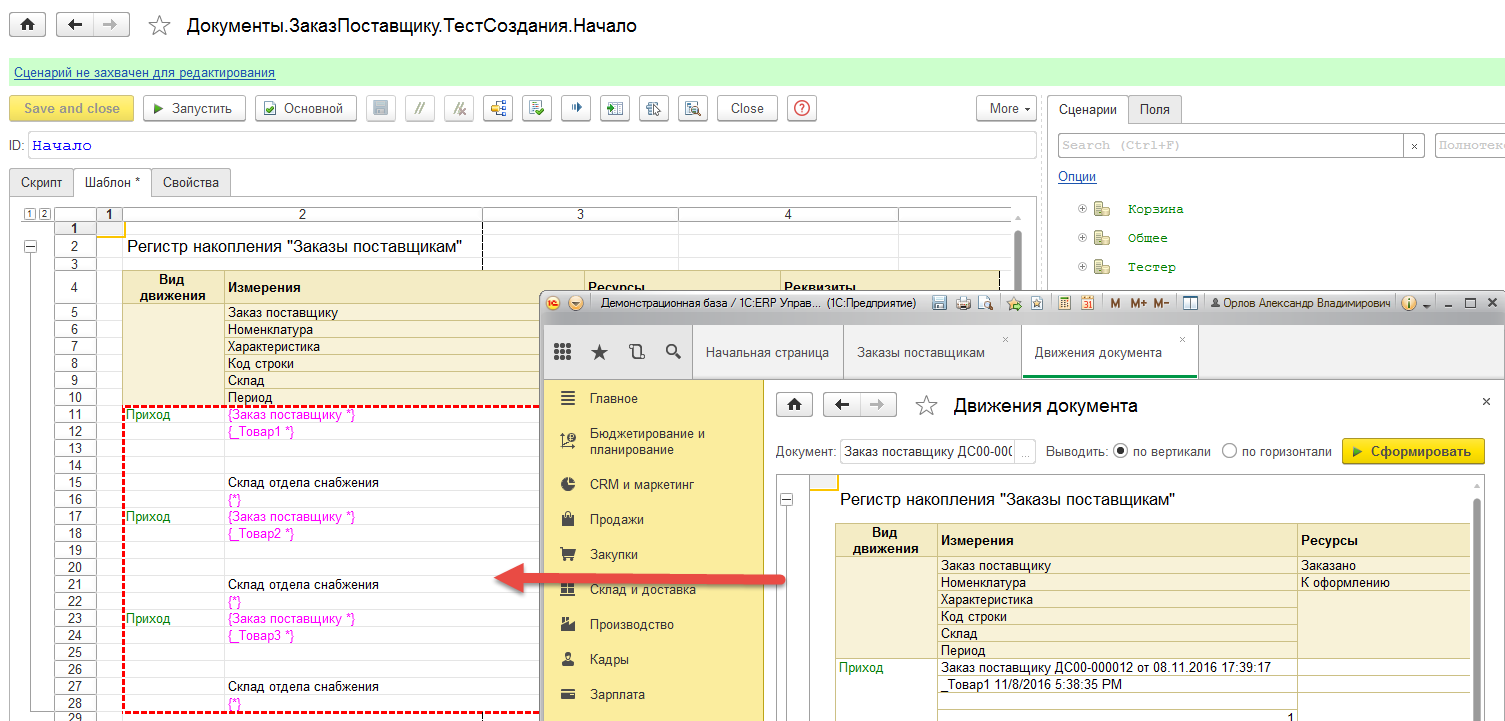 Документы.ЗаказПоставщику.ТестСоздания.Начало
Сценарий не захвачен для редактирования
Save and close
Запустить
Основной
Close
More
ID: Начало
Скрипт
Шаблон *
Свойства
Сценарии
Поля
Search (Ctrl+F)
×
Опции
Корзина
Общее
Тестер
1 2
1 2 3 4
1
2 Регистр накопления "Заказы поставщикам"
3
4 Вид движения Измерения Ресурсы Реквизиты
5 Заказ поставщику
6 Номенклатура
7 Характеристика
8 Код строки
9 Склад
10 Период
11 Приход {Заказ поставщику *}
12 {_Товар1 *}
13
14
15 Склад отдела снабжения
16 {*}
17 Приход {Заказ поставщику *}
18 {_Товар2 *}
19
20
21 Склад отдела снабжения
22 {*}
23 Приход {Заказ поставщику *}
24 {_Товар3 *}
25
26
27 Склад отдела снабжения
28 {*}
29
Демонстрационная база / 1С:ERP Управ... (1С:Предприятие)
M M+ M-
Орлов Александр Владимирович
Начальная страница
Заказы поставщикам
Движения документа
Главное
Бюджетирование и
планирование
CRM и маркетинг
Продажи
Закупки
Склад и доставка
Производство
Кадры
Зарплата
Движения документа
Документ: Заказ поставщику ДС00-000 ... Выводить: по вертикали по горизонтали Сформировать
Регистр накопления "Заказы поставщикам"
Вид движения Измерения Ресурсы
Заказ поставщику Заказано
Номенклатура К оформлению
Характеристика
Код строки
Склад
Период
Приход Заказ поставщику ДС00-000012 от 08.11.2016 17:39:17
_Товар1 11/8/2016 5:38:35 PM
1